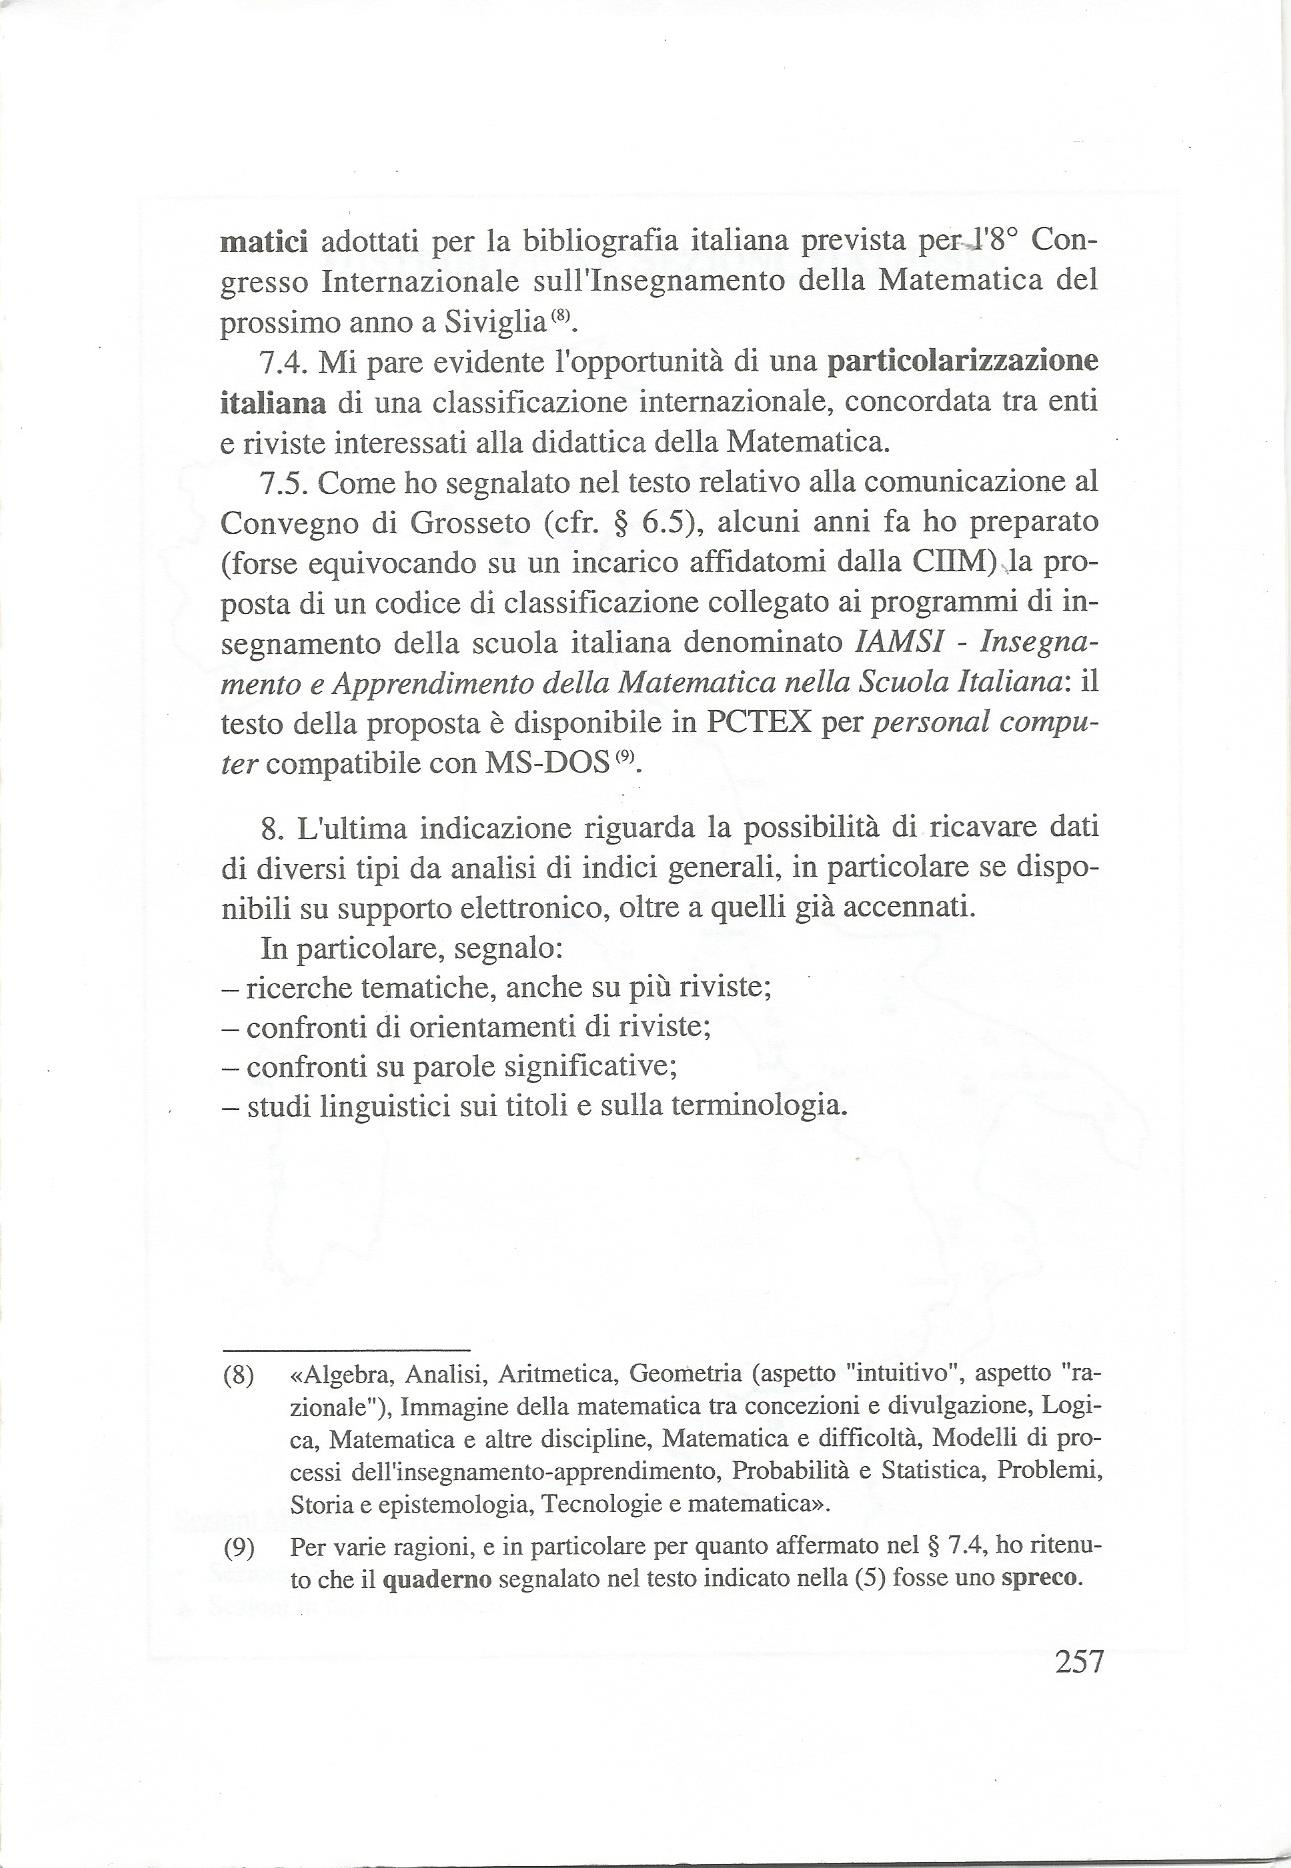 matici adottati per la bibliografia italiana prevista per l'8° Con-
gresso Internazionale sull'Insegnamento della Matematica del
prossimo anno a Siviglia (8).
7.4. Mi pare evidente l'opportunità di una particolarizzazione
italiana di una classificazione internazionale, concordata tra enti
e riviste interessati alla didattica della Matematica.
7.5. Come ho segnalato nel testo relativo alla comunicazione al
Convegno di Grosseto (cfr. § 6.5), alcuni anni fa ho preparato
(forse equivocando su un incarico affidatomi dalla CIIM) la pro-
posta di un codice di classificazione collegato ai programmi di in-
segnamento della scuola italiana denominato IAMSI - Insegna-
mento e Apprendimento della Matematica nella Scuola Italiana: il
testo della proposta è disponibile in PCTEX per personal compu-
ter compatibile con MS-DOS (9).
8. L'ultima indicazione riguarda la possibilità di ricavare dati
di diversi tipi da analisi di indici generali, in particolare se dispo-
nibili su supporto elettronico, oltre a quelli già accennati.
In particolare, segnalo:
– ricerche tematiche, anche su più riviste;
– confronti di orientamenti di riviste;
– confronti su parole significative;
– studi linguistici sui titoli e sulla terminologia.
(8) «Algebra, Analisi, Aritmetica, Geometria (aspetto "intuitivo", aspetto "ra-
zionale"), Immagine della matematica tra concezioni e divulgazione, Logi-
ca, Matematica e altre discipline, Matematica e difficoltà, Modelli di pro-
cessi dell'insegnamento-apprendimento, Probabilità e Statistica, Problemi,
Storia e epistemologia, Tecnologie e matematica».
(9) Per varie ragioni, e in particolare per quanto affermato nel § 7.4, ho ritenu-
to che il quaderno segnalato nel testo indicato nella (5) fosse uno spreco.
257